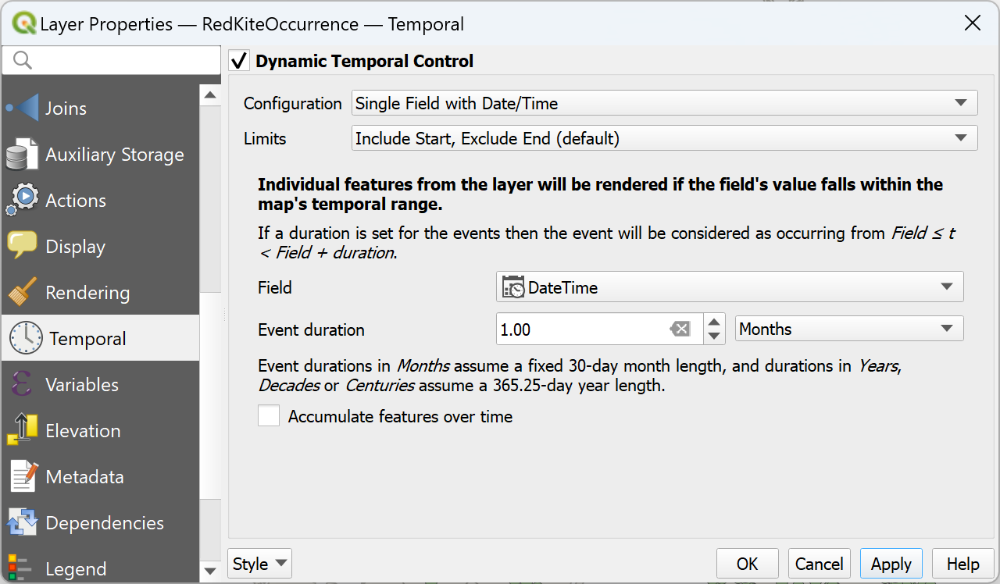 Layer Properties — RedKiteOccurrence — Temporal
Joins
Auxiliary Storage
Actions
Display
Rendering
Temporal
Variables
Elevation
Metadata
Dependencies
Legend
Dynamic Temporal Control
Configuration Single Field with Date/Time
Limits Include Start, Exclude End (default)
Individual features from the layer will be rendered if the field's value falls within the
map's temporal range.
If a duration is set for the events then the event will be considered as occurring from Field ≤ t
< Field + duration.
Field DateTime
Event duration 1.00 Months
Event durations in Months assume a fixed 30-day month length, and durations in Years,
Decades or Centuries assume a 365.25-day year length.
Accumulate features over time
Style OK Cancel Apply Help